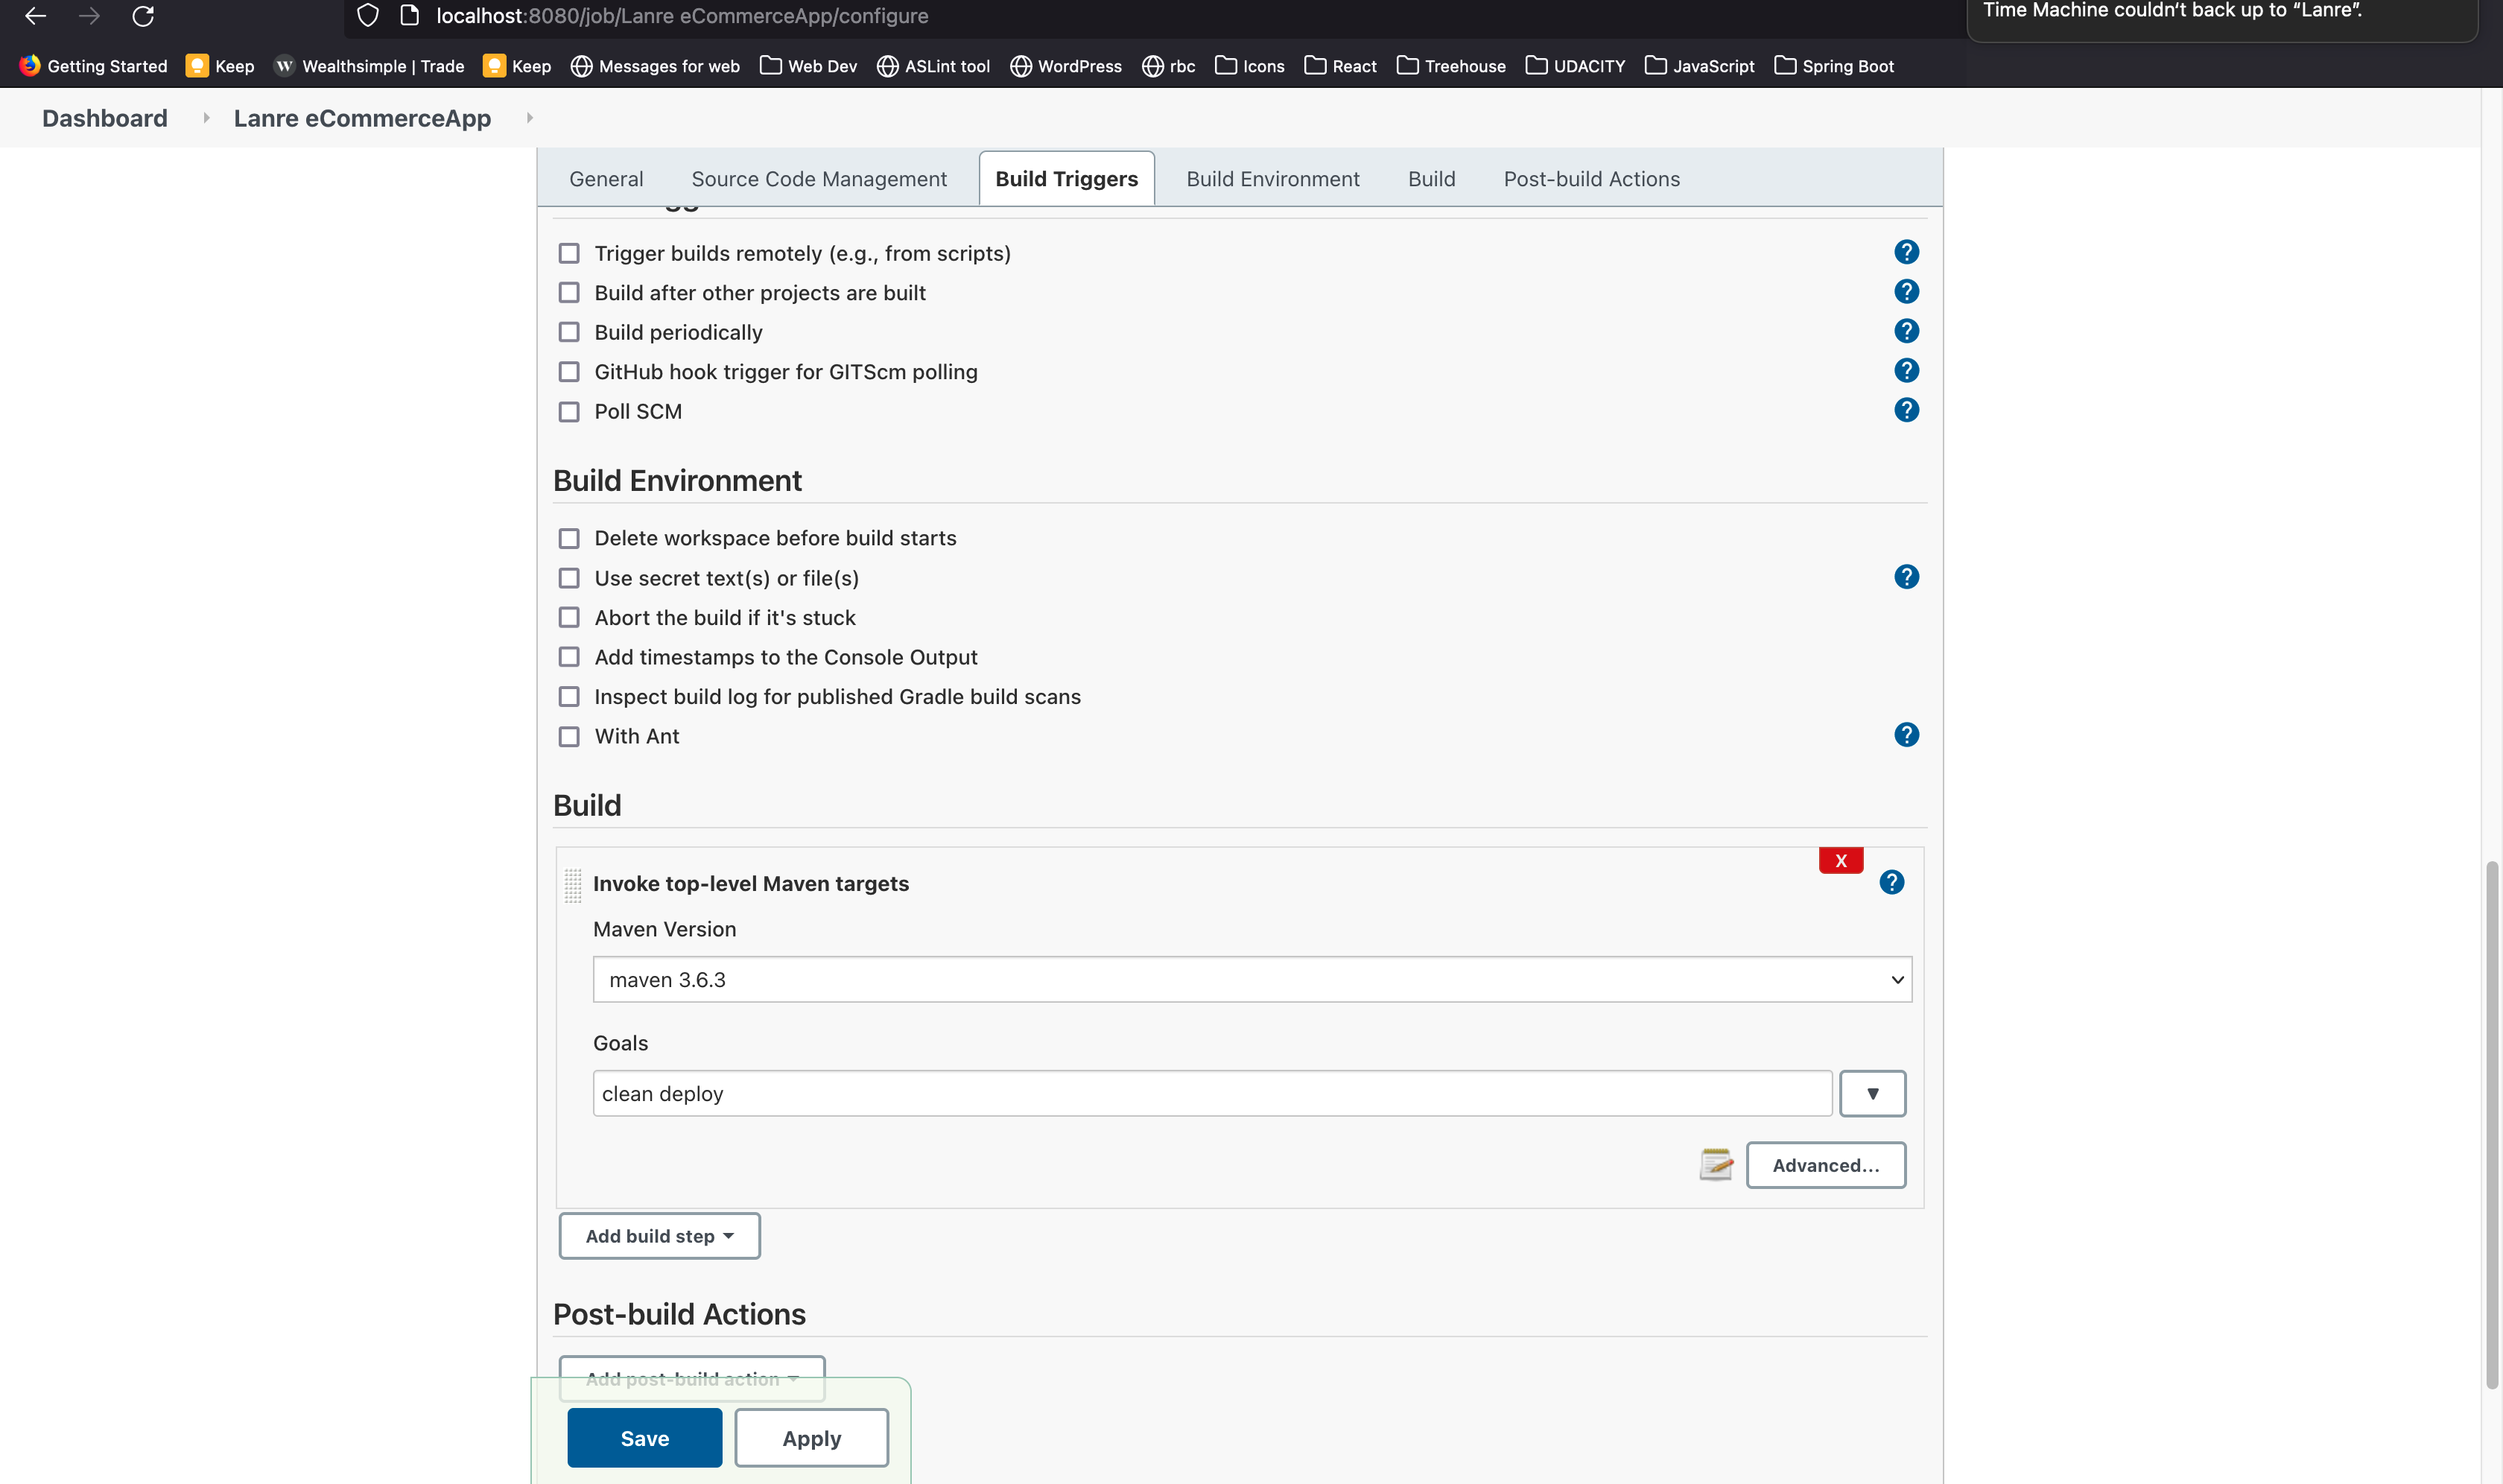 localhost:8080/job/Lanre eCommerceApp/configure
Time Machine couldn't back up to “Lanre”.
Getting Started Keep W Wealthsimple | Trade Keep Messages for web Web Dev ASLint tool WordPress rbc Icons React Treehouse UDACITY JavaScript Spring Boot
Dashboard Lanre eCommerceApp
General Source Code Management Build Triggers Build Environment Build Post-build Actions
Trigger builds remotely (e.g., from scripts) ?
Build after other projects are built ?
Build periodically ?
GitHub hook trigger for GITScm polling ?
Poll SCM ?
Build Environment
Delete workspace before build starts
Use secret text(s) or file(s) ?
Abort the build if it's stuck
Add timestamps to the Console Output
Inspect build log for published Gradle build scans
With Ant ?
Build
X
Invoke top-level Maven targets ?
Maven Version
maven 3.6.3
Goals
clean deploy
Advanced...
Add build step
Post-build Actions
Add post-build action
Save Apply